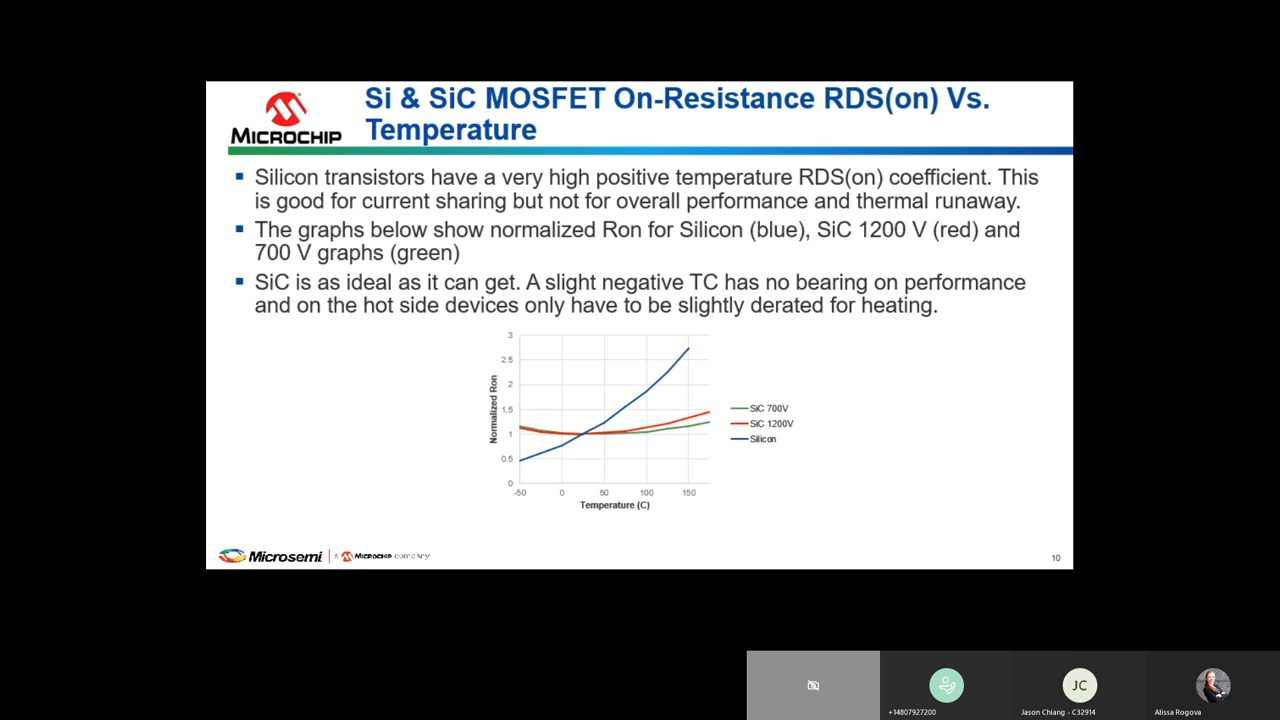 MICROCHIP
Si & SiC MOSFET On-Resistance RDS(on) Vs.
Temperature
Silicon transistors have a very high positive temperature RDS(on) coefficient. This
is good for current sharing but not for overall performance and thermal runaway.
The graphs below show normalized Ron for Silicon (blue), SiC 1200 V (red) and
700 V graphs (green)
SiC is as ideal as it can get. A slight negative TC has no bearing on performance
and on the hot side devices only have to be slightly derated for heating.
3
2.5
2
1.5
1
0.5
0
Normalized Ron
-50 0 50 100 150
Temperature (C)
SiC 700V
SiC 1200V
Silicon
Microsemi a MICROCHIP company
10
+14807927200
JC
Jason Chiang - C32914
Alissa Rogova